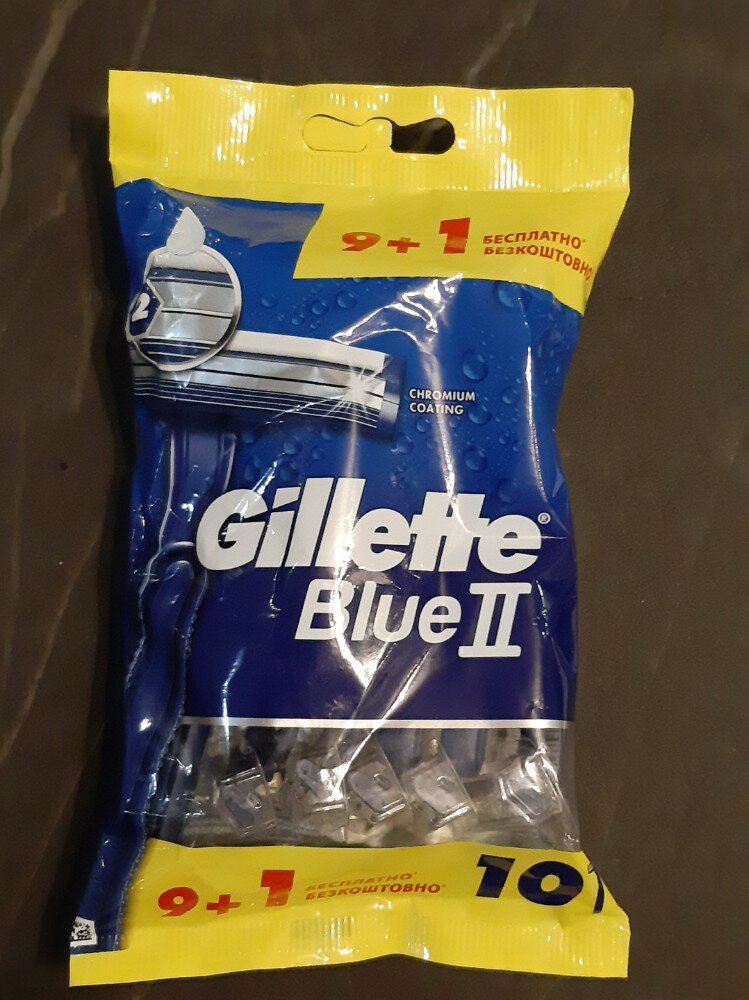 9+1 БЕСПЛАТНО*
БЕЗКОШТОВНО
2
CHROMIUM
COATING
Gillette®
Blue II
9+1 БЕСПЛАТНО*
БЕЗКОШТОВНО*
10